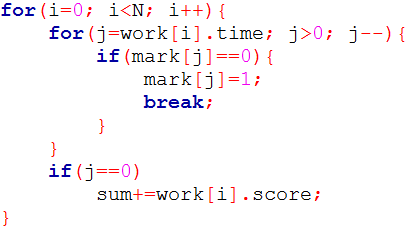 for(i=0; i<N; i++){
    for(j=work[i].time; j>0; j--){
        if(mark[j]==0){
            mark[j]=1;
            break;
        }
    }
    if(j==0)
        sum+=work[i].score;
}